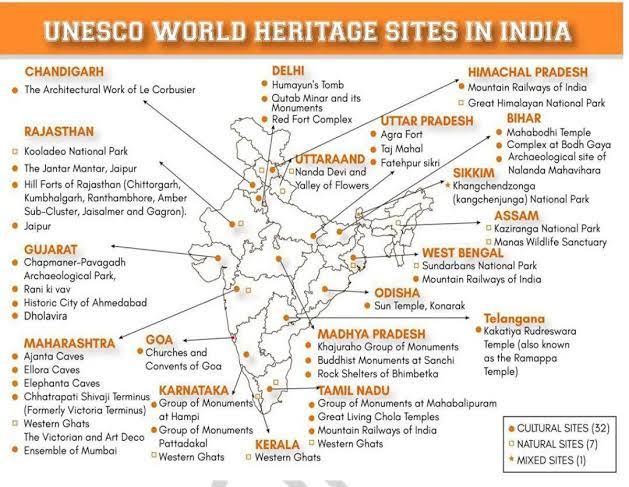 UNESCO WORLD HERITAGE SITES IN INDIA
CHANDIGARH
The Architectural Work of Le Corbusier
DELHI
Humayun's Tomb
Qutab Minar and its
Monuments
Red Fort Complex
HIMACHAL PRADESH
Mountain Railways of India
Great Himalayan National Park
RAJASTHAN
Kooladeo National Park
The Jantar Mantar, Jaipur
Hill Forts of Rajasthan (Chittorgarh,
Kumbhalgarh, Ranthambhore, Amber
Sub-Cluster, Jaisalmer and Gagron).
Jaipur
UTTARAAND
Nanda Devi and
Yalley of Flowers
UTTAR PRADESH
Agra Fort
Taj Mahal
Fatehpur sikri
BIHAR
Mahabodhi Temple
Complex at Bodh Gaya
Archaeological site of
Nalanda Mahavihara
SIKKIM
Khangchendzonga
(kangchenjunga) National Park
ASSAM
Kaziranga National Park
Manas Wildlife Sanctuary
GUJARAT
Chapmaner-Pavagadh
Archaeological Park,
Rani ki vav
Historic City of Ahmedabad
Dholavira
WEST BENGAL
Sundarbans National Park
Mountain Railways of India
ODISHA
Sun Temple, Konarak
Telangana
Kakatiya Rudreswara
Temple (also known
as the Ramappa
Temple)
MAHARASHTRA
Ajanta Caves
Ellora Caves
Elephanta Caves
Chhatrapati Shivaji Terminus
(Formerly Victoria Terminus)
Western Ghats
The Victorian and Art Deco
Ensemble of Mumbai
GOA
Churches and
Convents of Goa
MADHYA PRADESH
Khajuraho Group of Monuments
Buddhist Monuments at Sanchi
Rock Shelters of Bhimbetka
KARNATAKA
Group of Monuments
at Hampi
Group of Monuments
Pattadakal
Western Ghats
KERALA
Western Ghats
TAMIL NADU
Group of Monuments at Mahabalipuram
Great Living Chola Temples
Mountain Railways of India
Western Ghats
CULTURAL SITES (32)
NATURAL SITES (7)
MIXED SITES (1)